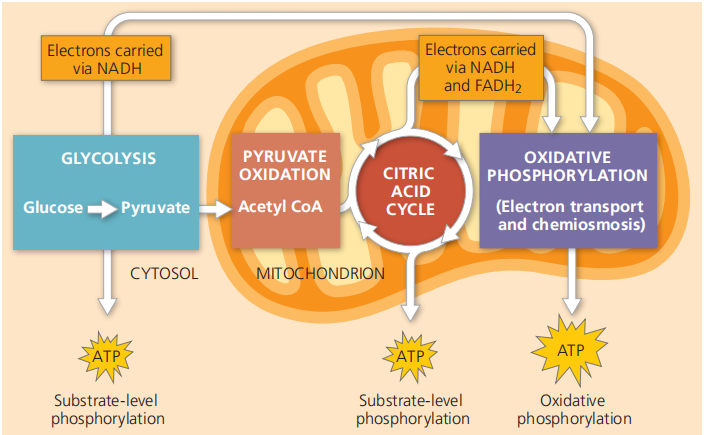 Electrons carried
via NADH
Electrons carried
via NADH
and FADH₂
GLYCOLYSIS
Glucose Pyruvate
PYRUVATE
OXIDATION
Acetyl CoA
CITRIC
ACID
CYCLE
OXIDATIVE
PHOSPHORYLATION
(Electron transport
and chemiosmosis)
CYTOSOL
MITOCHONDRION
ATP
Substrate-level
phosphorylation
ATP
Substrate-level
phosphorylation
ATP
Oxidative
phosphorylation